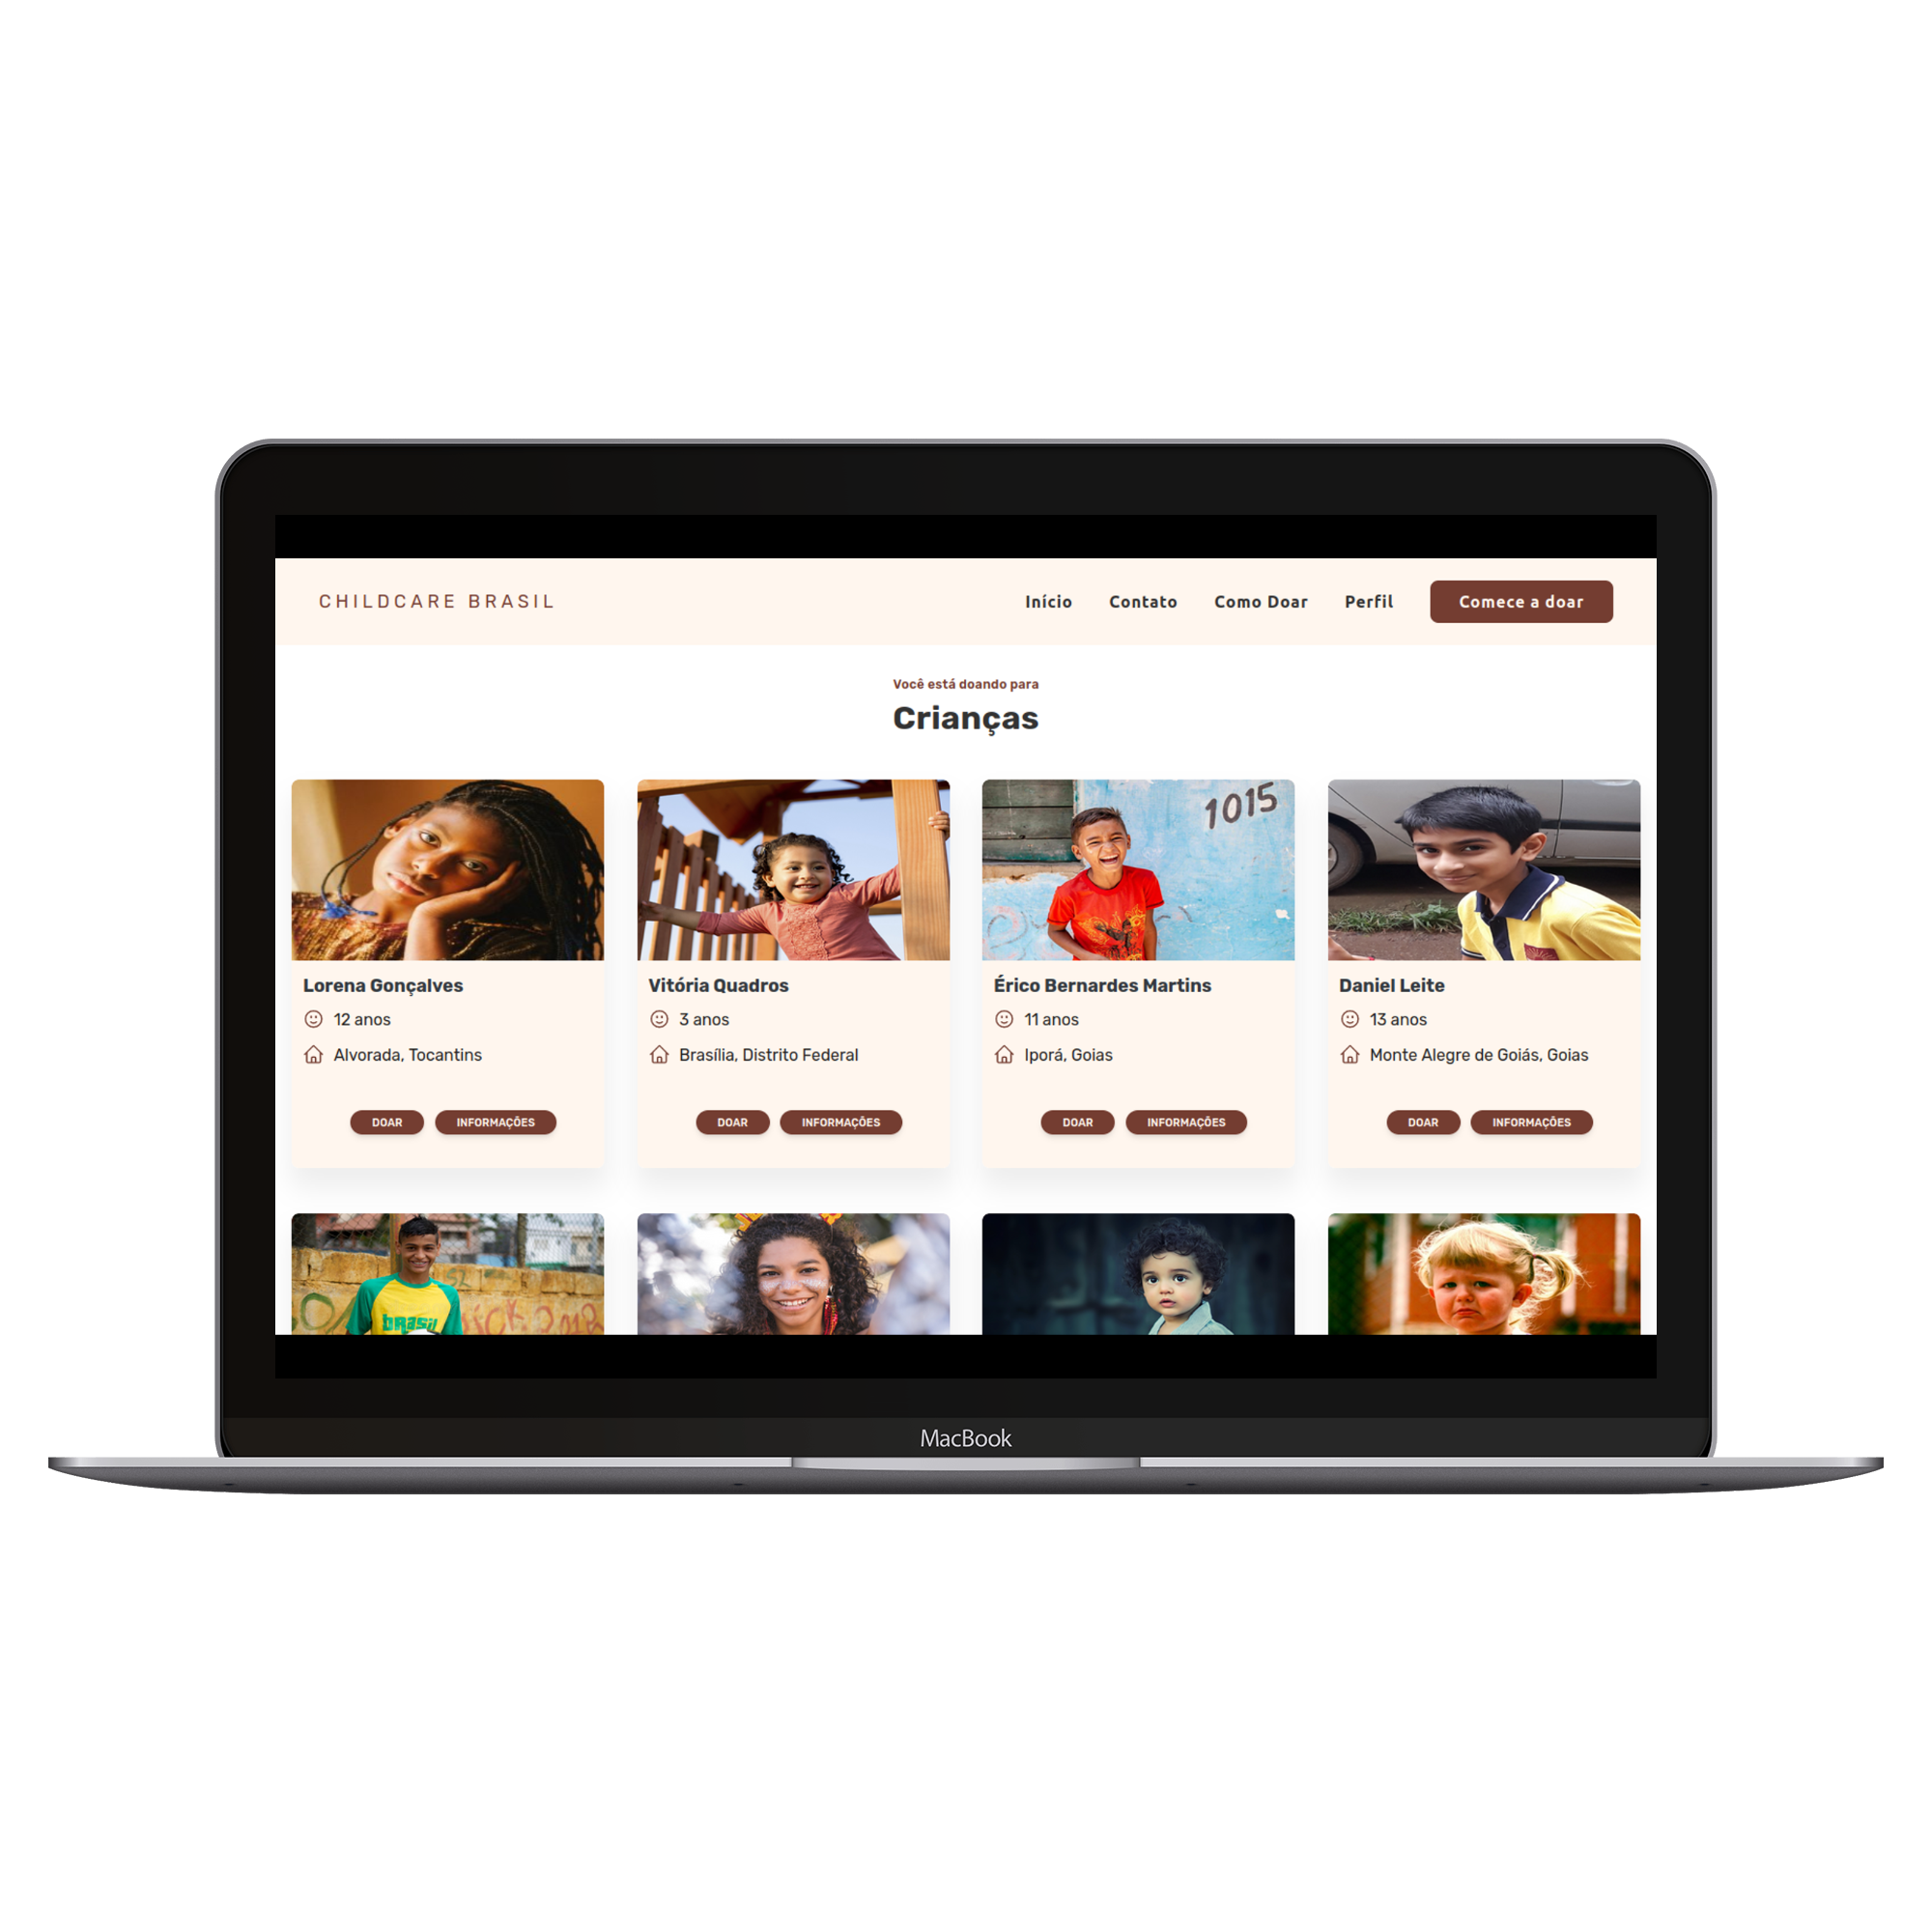 CHILDCARE BRASIL
Início Contato Como Doar Perfil Comece a doar
Você está doando para
Crianças
1015
Lorena Gonçalves
12 anos
Alvorada, Tocantins
DOAR INFORMAÇÕES
Vitória Quadros
3 anos
Brasília, Distrito Federal
DOAR INFORMAÇÕES
Érico Bernardes Martins
11 anos
Iporá, Goias
DOAR INFORMAÇÕES
Daniel Leite
13 anos
Monte Alegre de Goiás, Goias
DOAR INFORMAÇÕES
BRASIL
MacBook